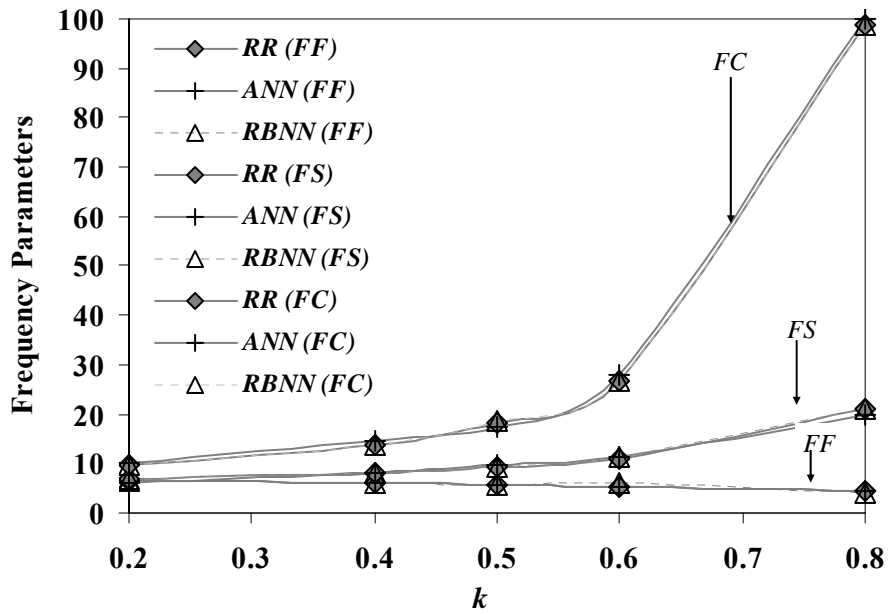 100
90
80
70
60
50
40
30
20
10
0
Frequency Parameters
RR (FF)
ANN (FF)
RBNN (FF)
RR (FS)
ANN (FS)
RBNN (FS)
RR (FC)
ANN (FC)
RBNN (FC)
FC
FS
FF
0.2 0.3 0.4 0.5 0.6 0.7 0.8
k